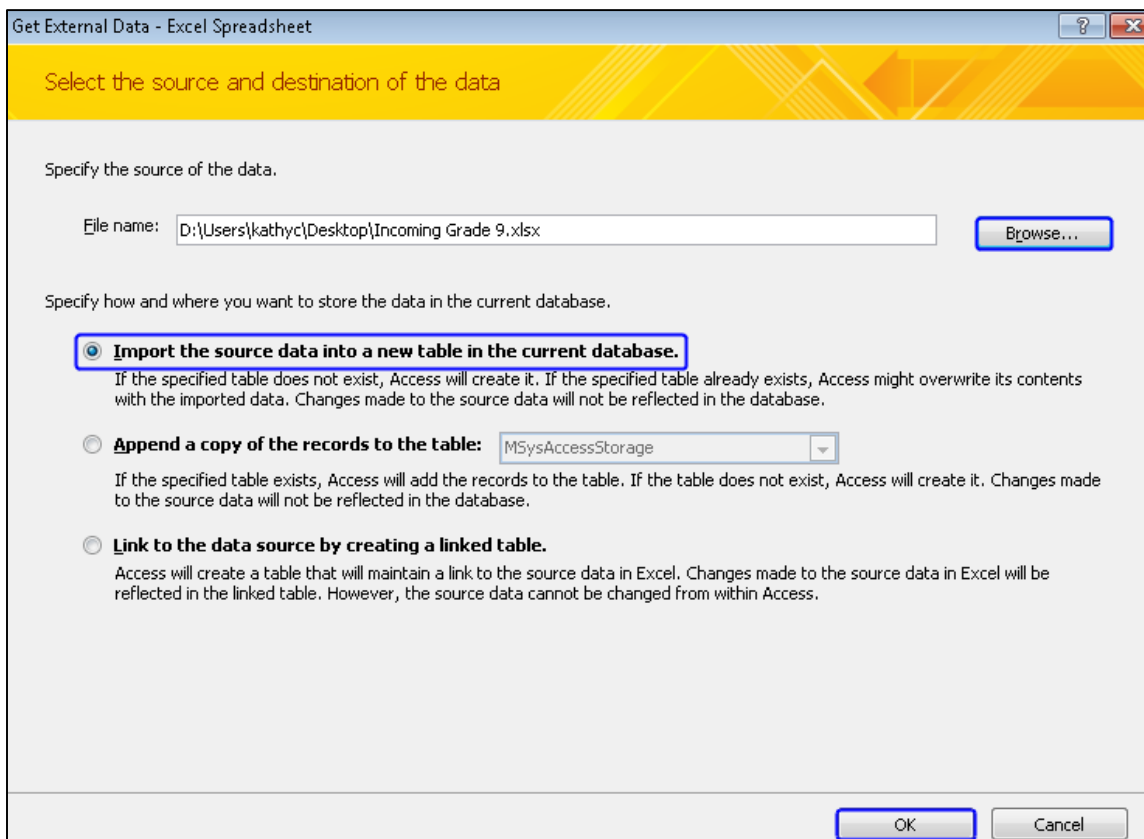 Get External Data - Excel Spreadsheet
Select the source and destination of the data
Specify the source of the data.
File name: D:\Users\kathyc\Desktop\Incoming Grade 9.xlsx Browse...
Specify how and where you want to store the data in the current database.
Import the source data into a new table in the current database.
If the specified table does not exist, Access will create it. If the specified table already exists, Access might overwrite its contents
with the imported data. Changes made to the source data will not be reflected in the database.
Append a copy of the records to the table: MSysAccessStorage
If the specified table exists, Access will add the records to the table. If the table does not exist, Access will create it. Changes made
to the source data will not be reflected in the database.
Link to the data source by creating a linked table.
Access will create a table that will maintain a link to the source data in Excel. Changes made to the source data in Excel will be
reflected in the linked table. However, the source data cannot be changed from within Access.
OK Cancel